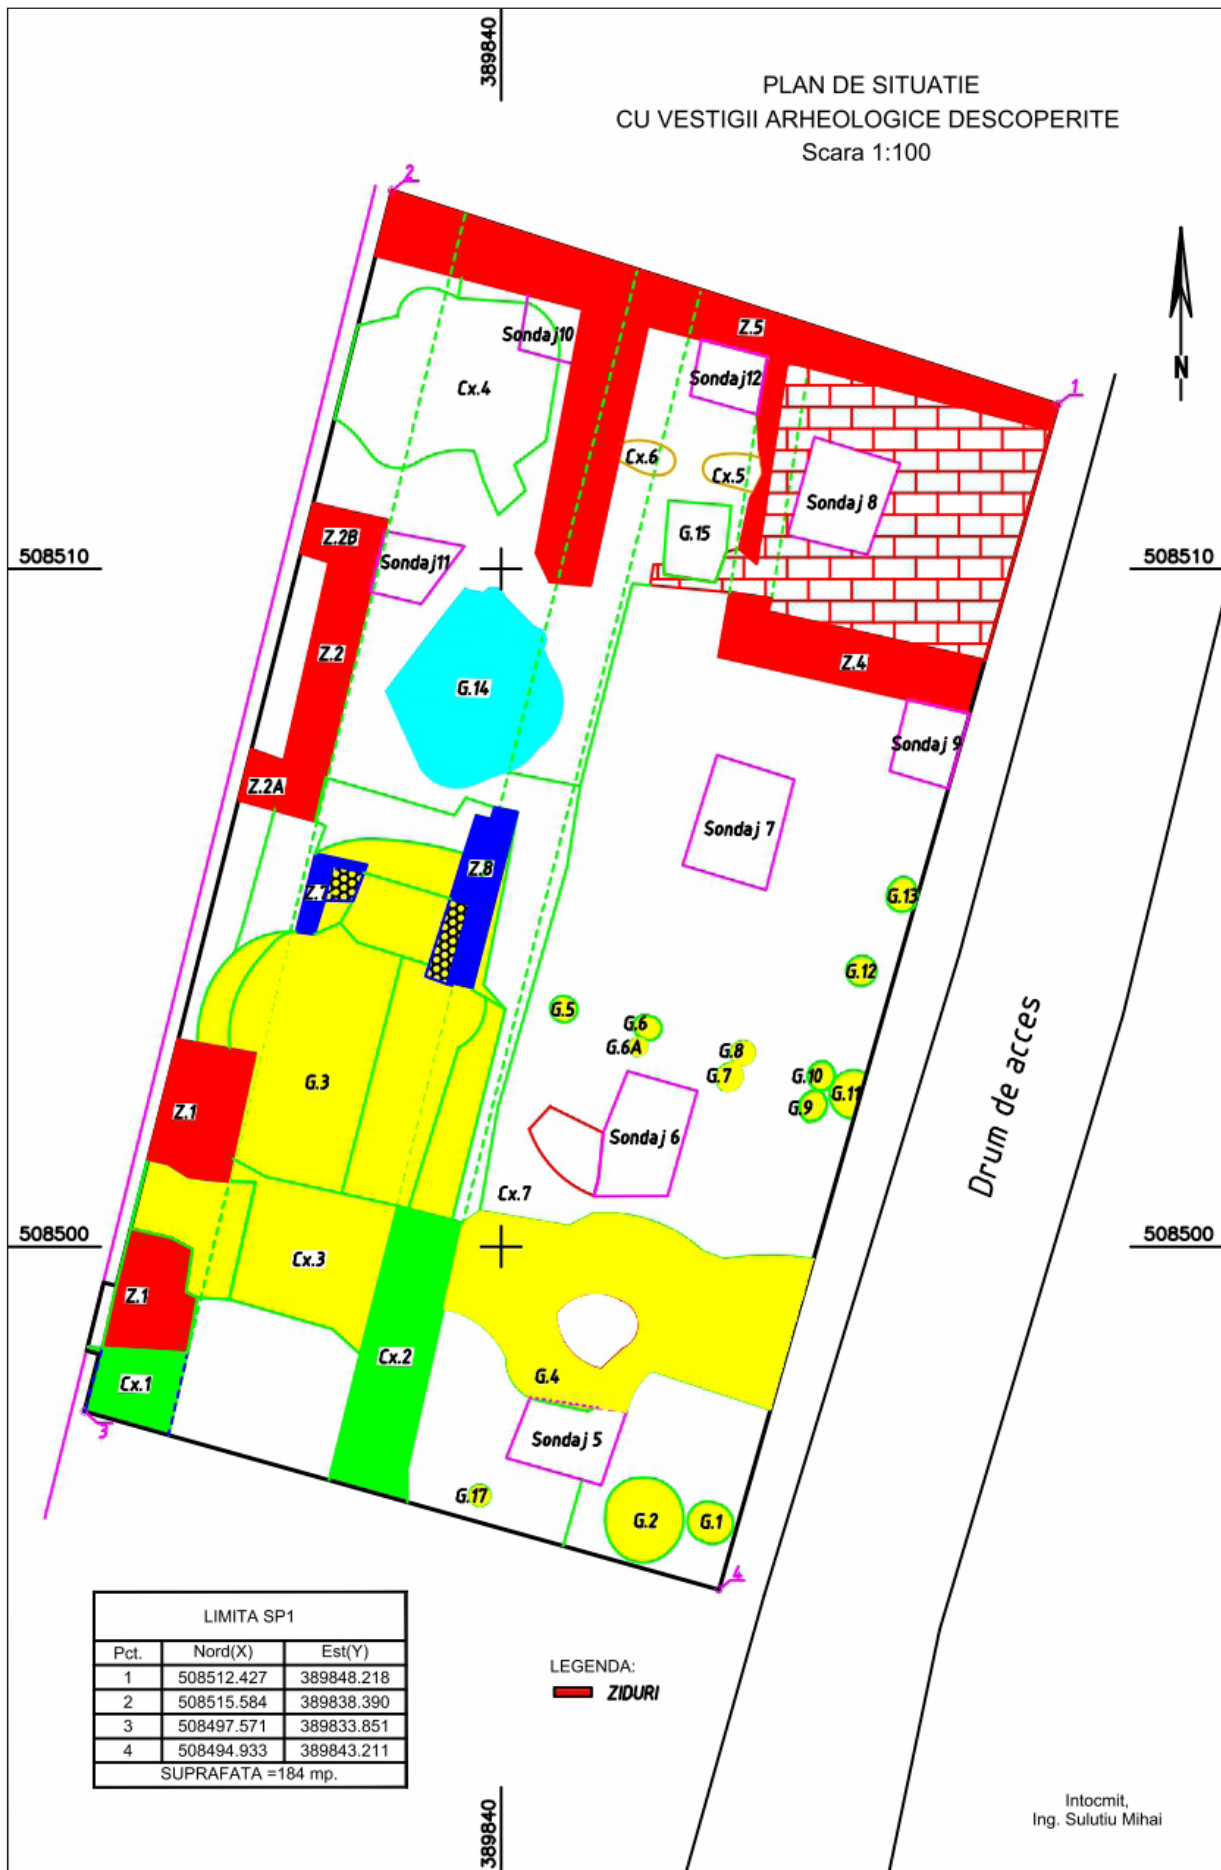 389840
PLAN DE SITUATIE
CU VESTIGII ARHEOLOGICE DESCOPERITE
Scara 1:100
2
N
Z.5
Sondaj10
Sondaj12
1
Cx.4
Cx.6
Cx.5
Sondaj 8
G.15
Z.2B
508510
Sondaj11
508510
Z.2
Z.4
G.14
Sondaj 9
Z.2A
Sondaj 7
Z.8
Z.7
G.13
G.12
G.5
G.6
G.6A
G.8
G.7
G.10
G.11
G.9
G.3
Z.1
Sondaj 6
Drum de acces
Cx.7
508500
508500
Cx.3
Z.1
Cx.2
G.4
Cx.1
3
Sondaj 5
G.17
G.2
G.1
4
LIMITA SP1
Pct. Nord(X) Est(Y)
1 508512.427 389848.218
2 508515.584 389838.390
3 508497.571 389833.851
4 508494.933 389843.211
SUPRAFATA =184 mp.
LEGENDA:
ZIDURI
389840
Intocmit,
Ing. Sulutiu Mihai